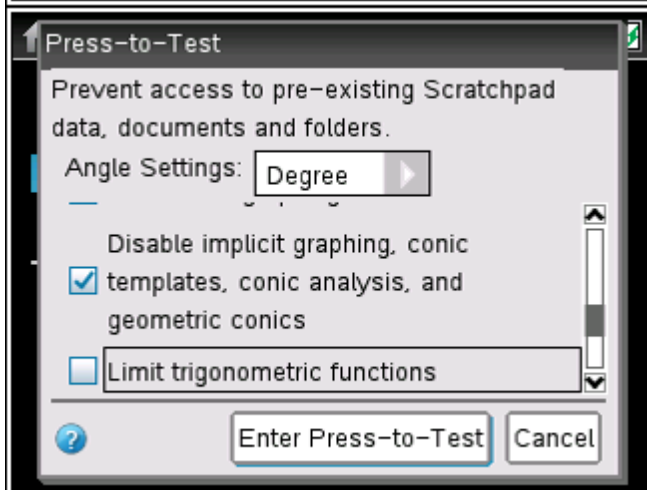 Press-to-Test
Prevent access to pre-existing Scratchpad
data, documents and folders.
Angle Settings: Degree
Disable implicit graphing, conic
templates, conic analysis, and
geometric conics
Limit trigonometric functions
Enter Press-to-Test Cancel